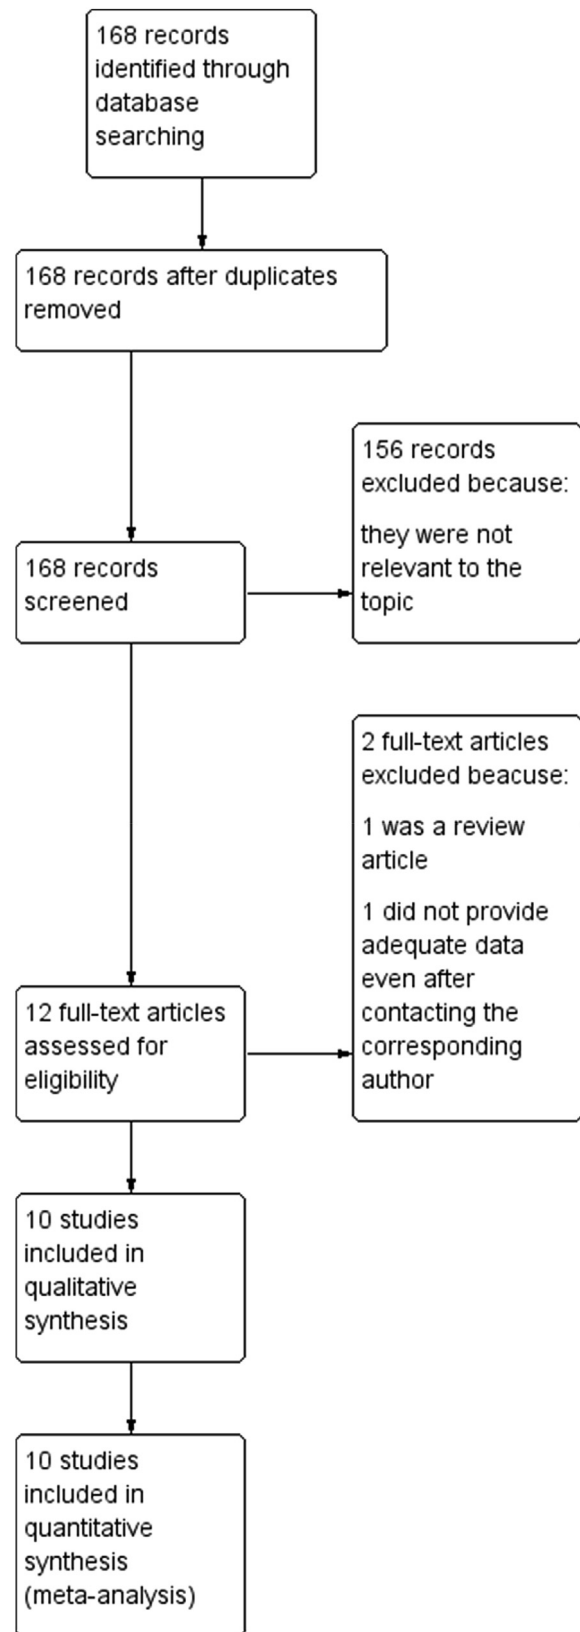 168 records
identified through
database
searching
168 records after duplicates
removed
168 records
screened
156 records
excluded because:
they were not
relevant to the
topic
12 full-text articles
assessed for
eligibility
2 full-text articles
excluded beacuse:
1 was a review
article
1 did not provide
adequate data
even after
contacting the
corresponding
author
10 studies
included in
qualitative
synthesis
10 studies
included in
quantitative
synthesis
(meta-analysis)